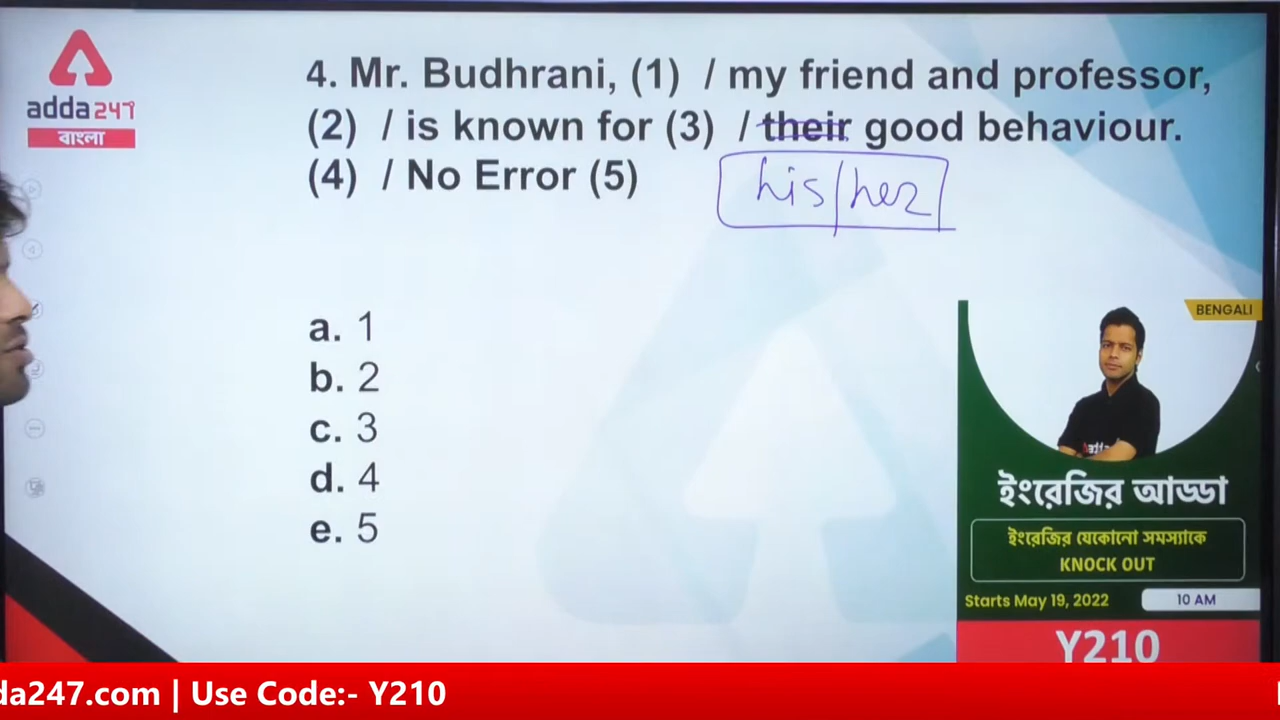 adda247
বাংলা
4. Mr. Budhrani, (1) / my friend and professor,
(2) / is known for (3) / their good behaviour.
(4) / No Error (5)
his/her
a. 1
b. 2
c. 3
d. 4
e. 5
BENGALI
ইংরেজির আড্ডা
ইংরেজির যেকোনো সমস্যাকে
KNOCK OUT
Starts May 19, 2022 10 AM
Y210
da247.com | Use Code:- Y210